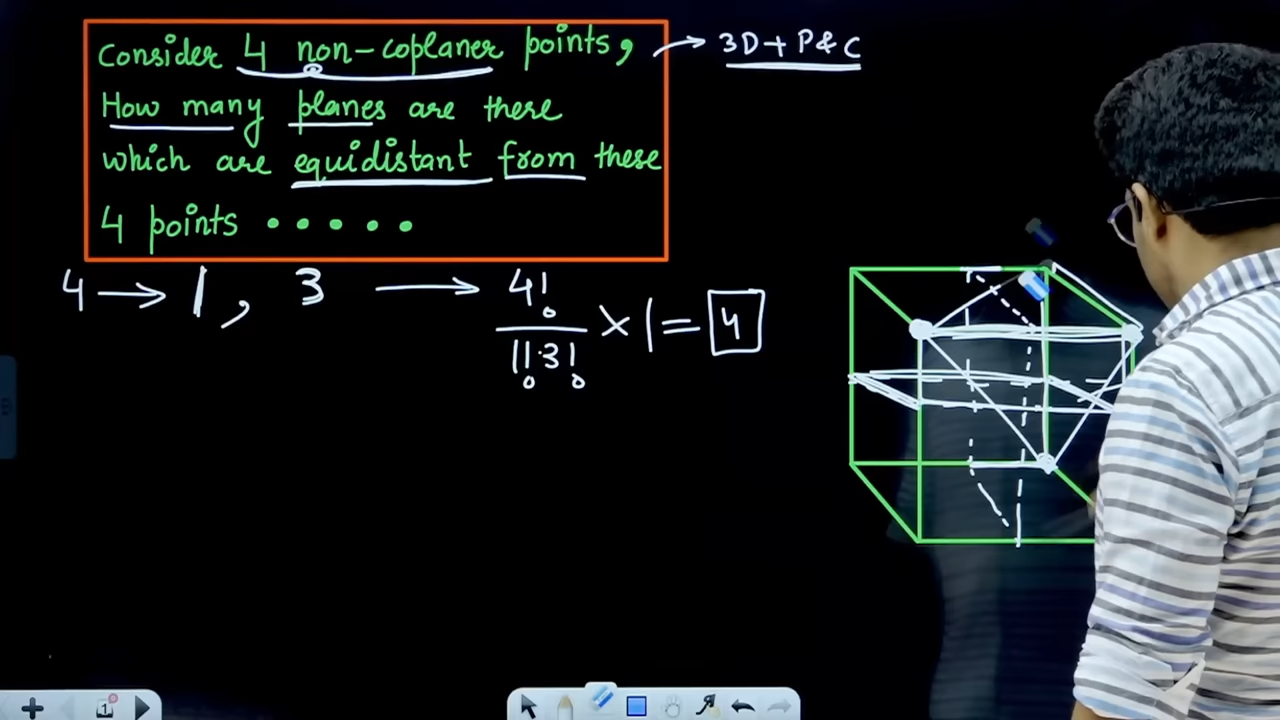 Consider 4 non-coplaner points,
→ 3D + P & C
How many planes are there
which are equidistant from these
4 points • • • • •
4 → 1, 3 → 4! / 1!·3! × 1 = 4
1